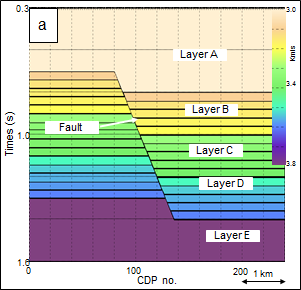 0.3
a
Layer A
3.0
Km/s
3.4
3.8
Layer B
Fault
Layer C
Layer D
Layer E
Times (s)
1.0
1.6
0
100
200
CDP no.
1 km